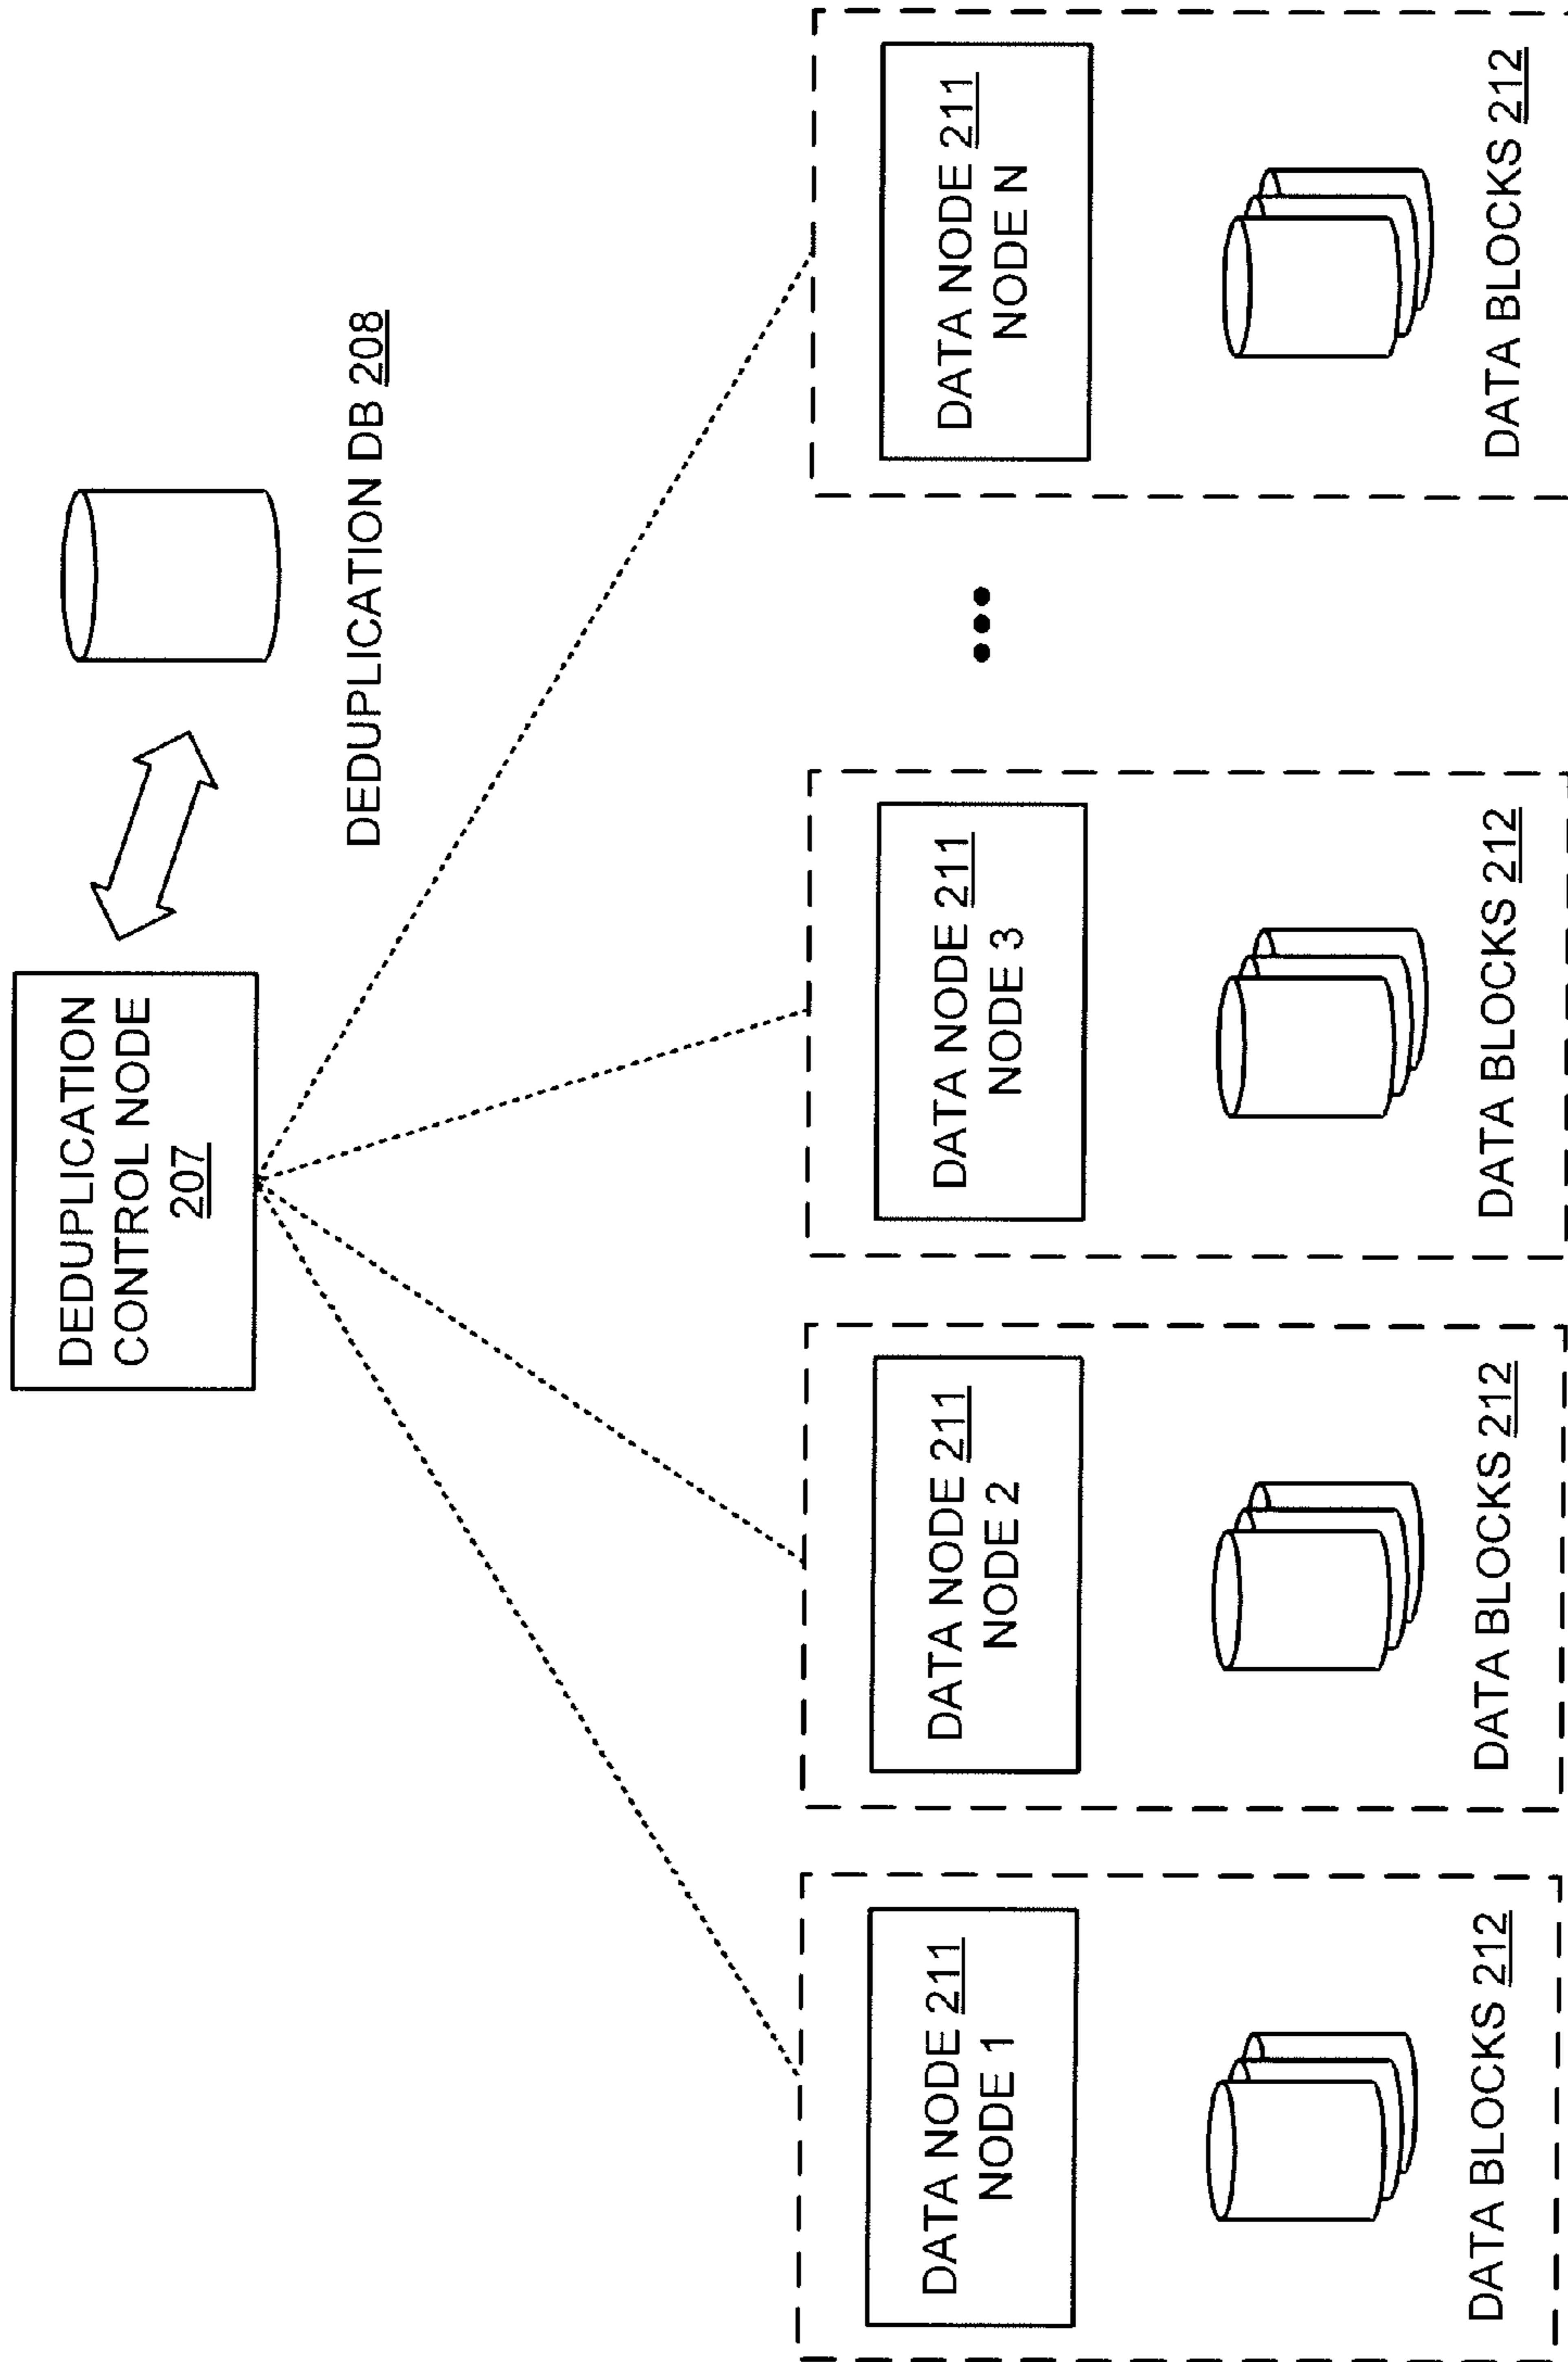 DEDUPLICATION
CONTROL NODE
207
DEDUPLICATION DB 208
DATA NODE 211
NODE 1
DATA BLOCKS 212
DATA NODE 211
NODE 2
DATA BLOCKS 212
DATA NODE 211
NODE 3
DATA BLOCKS 212
DATA NODE 211
NODE N
DATA BLOCKS 212